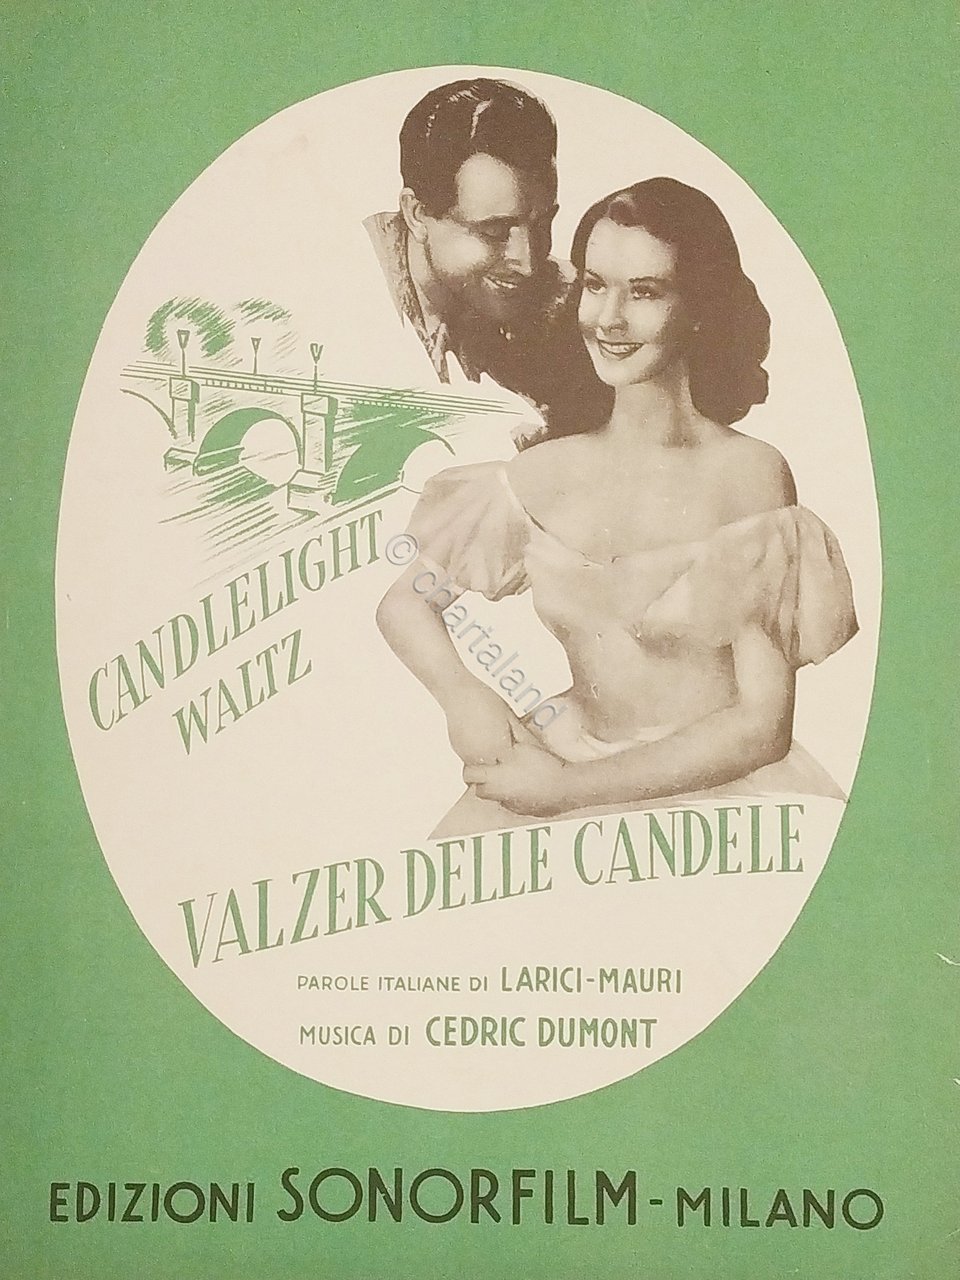 CANDLELIGHT
WALTZ
© chartaland
VALZER DELLE CANDELE
PAROLE ITALIANE DI LARICI-MAURI
MUSICA DI CEDRIC DUMONT
EDIZIONI SONORFILM - MILANO